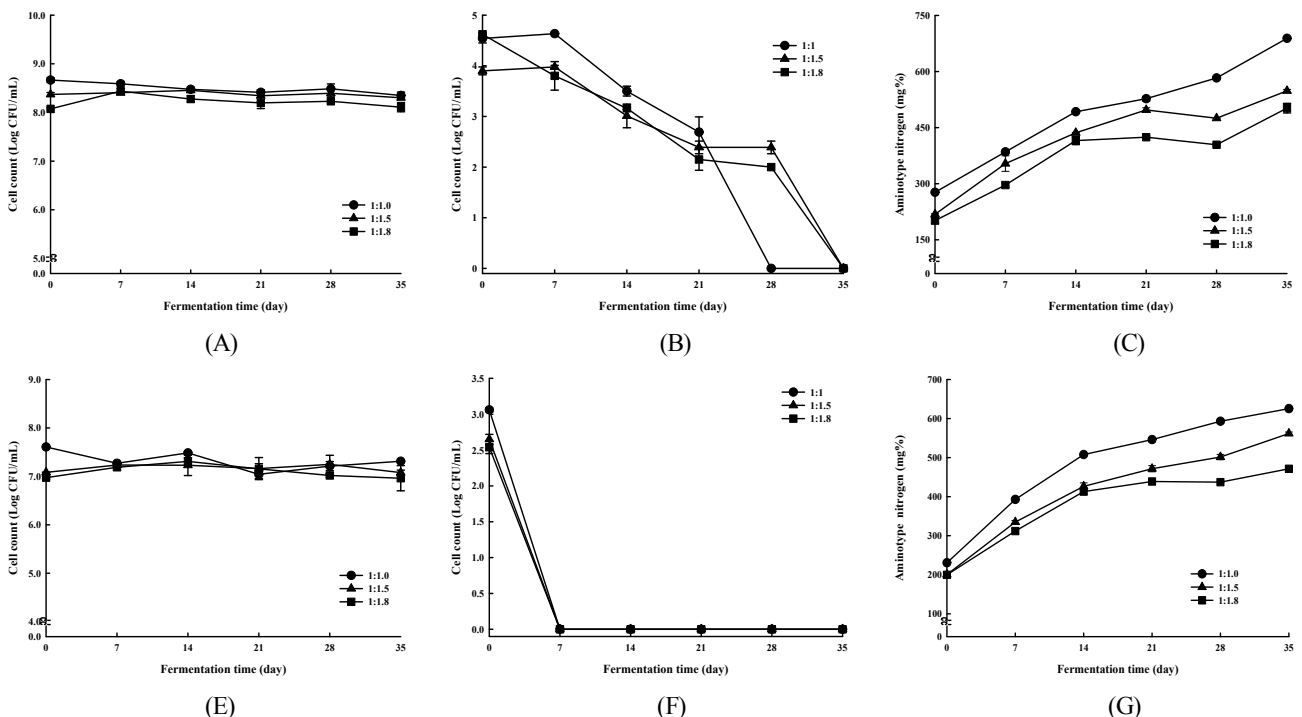 Cell count (Log CFU/mL)
10.0
9.0
8.0
7.0
6.0
5.0
0.0
1:1.0
1:1.5
1:1.8
0 7 14 21 28 35
Fermentation time (day)
(A)
Cell count (Log CFU/mL)
5
4
3
2
1
0
1:1
1:1.5
1:1.8
0 7 14 21 28 35
Fermentation time (day)
(B)
Aminotype nitrogen (mg%)
750
600
450
300
150
0
1:1.0
1:1.5
1:1.8
0 7 14 21 28 35
Fermentation time (day)
(C)
Cell count (Log CFU/mL)
9.0
8.0
7.0
6.0
5.0
4.0
0.0
1:1.0
1:1.5
1:1.8
0 7 14 21 28 35
Fermentation time (day)
(E)
Cell count (Log CFU/mL)
3.5
3.0
2.5
2.0
1.5
1.0
0.5
0.0
1:1
1:1.5
1:1.8
0 7 14 21 28 35
Fermentation time (day)
(F)
Aminotype nitrogen (mg%)
700
600
500
400
300
200
100
0
1:1.0
1:1.5
1:1.8
0 7 14 21 28 35
Fermentation time (day)
(G)